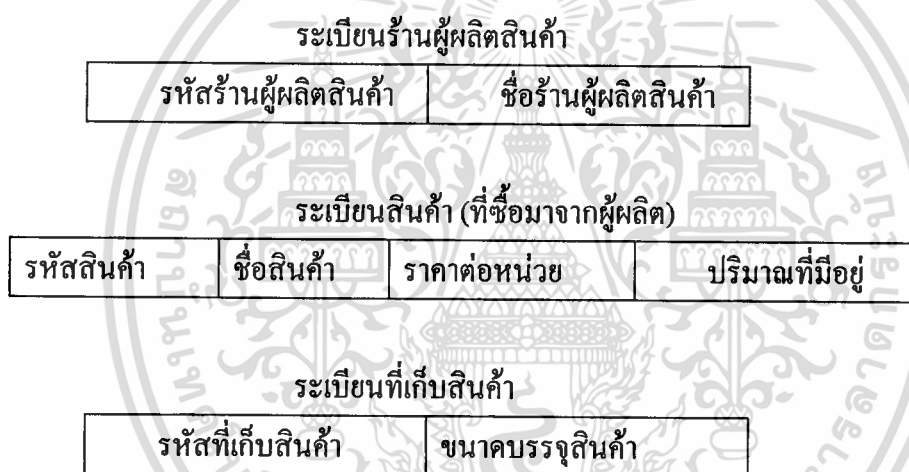 ระเบียนร้านผู้ผลิตสินค้า
รหัสร้านผู้ผลิตสินค้า ชื่อร้านผู้ผลิตสินค้า
ระเบียนสินค้า (ที่ซื้อมาจากผู้ผลิต)
รหัสสินค้า ชื่อสินค้า ราคาต่อหน่วย ปริมาณที่มีอยู่
ระเบียนที่เก็บสินค้า
รหัสที่เก็บสินค้า ขนาดบรรจุสินค้า